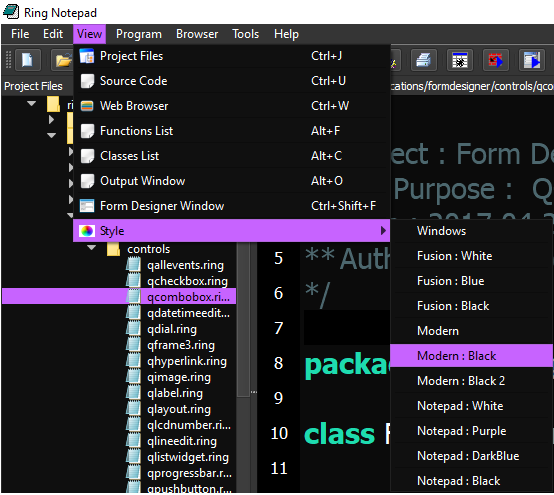 Ring Notepad
File Edit View Program Browser Tools Help
Project Files Ctrl+J
Source Code Ctrl+U
Web Browser Ctrl+W
Functions List Alt+F
Classes List Alt+C
Output Window Alt+O
Form Designer Window Ctrl+Shift+F
Style
Windows
Fusion : White
Fusion : Blue
Fusion : Black
Modern
Modern : Black
Modern : Black 2
Notepad : White
Notepad : Purple
Notepad : DarkBlue
Notepad : Black
Project Files
ri
controls
qallevents.ring
qcheckbox.ring
qcombobox.ri...
qdatetimeedit...
qdial.ring
qframe3.ring
qhyperlink.ring
qimage.ring
qlabel.ring
qlayout.ring
qlcdnumber.ri...
qlineedit.ring
qlistwidget.ring
qprogressbar.ri...
qpushbutton.ring
cations/formdesigner/controls/qco
ect : Form De
Purpose : Q
5 ** Auth
6 */
7
8 packa
9
10 class F
11